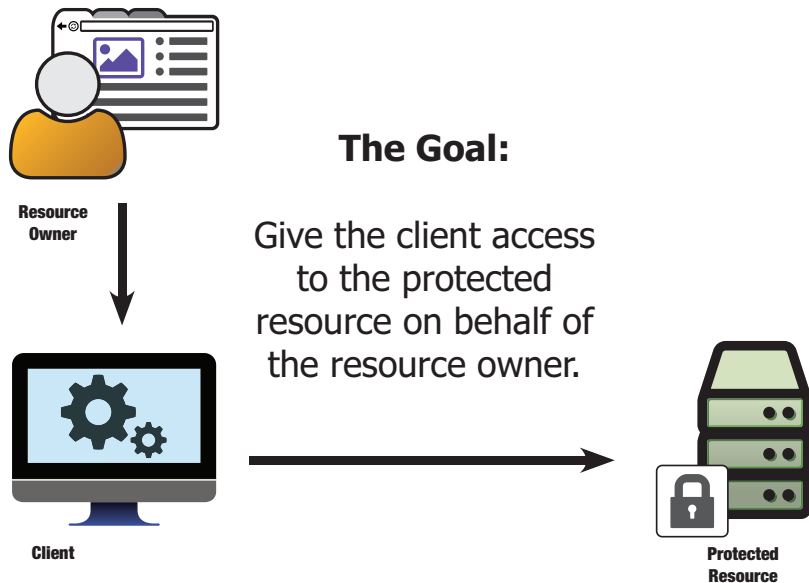 The Goal:
Resource
Owner
Give the client access
to the protected
resource on behalf of
the resource owner.
Client
Protected
Resource